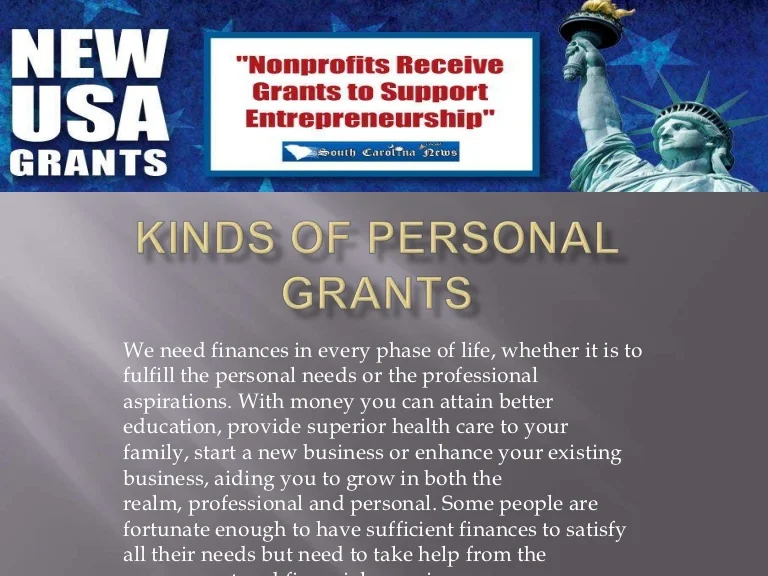 NEW
USA
GRANTS
"Nonprofits Receive
Grants to Support
Entrepreneurship"
South Carolina News
KINDS OF PERSONAL
GRANTS
We need finances in every phase of life, whether it is to
fulfill the personal needs or the professional
aspirations. With money you can attain better
education, provide superior health care to your
family, start a new business or enhance your existing
business, aiding you to grow in both the
realm, professional and personal. Some people are
fortunate enough to have sufficient finances to satisfy
all their needs but need to take help from the